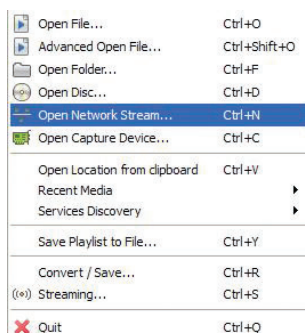 Open File... Ctrl+O
Advanced Open File... Ctrl+Shift+O
Open Folder... Ctrl+F
Open Disc... Ctrl+D
Open Network Stream... Ctrl+N
Open Capture Device... Ctrl+C
Open Location from clipboard Ctrl+V
Recent Media
Services Discovery
Save Playlist to File... Ctrl+Y
Convert / Save... Ctrl+R
Streaming... Ctrl+S
Quit Ctrl+Q